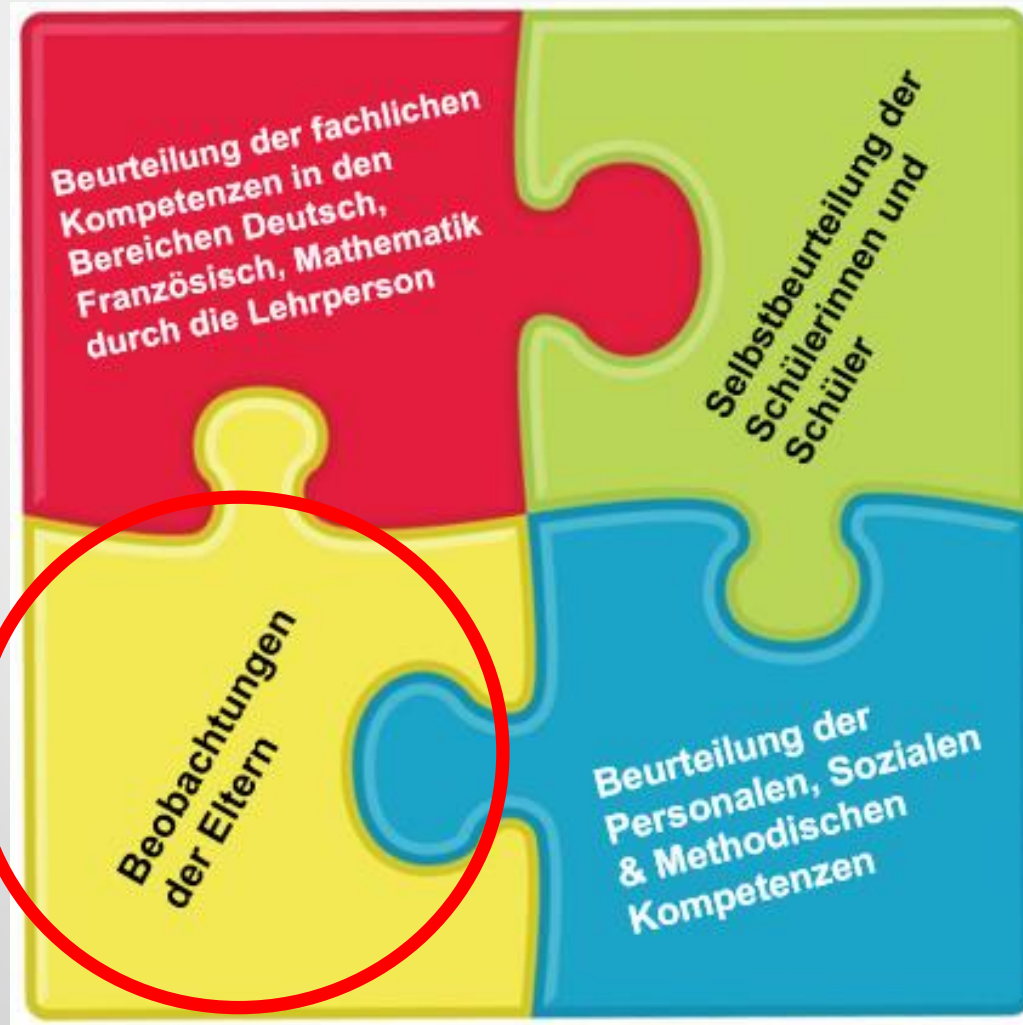 Beurteilung der fachlichen
Kompetenzen in den
Bereichen Deutsch,
Französisch, Mathematik
durch die Lehrperson
Selbstbeurteilung der
Schülerinnen und
Schüler
Beobachtungen
der Eltern
Beurteilung der
Personalen, Sozialen
& Methodischen
Kompetenzen